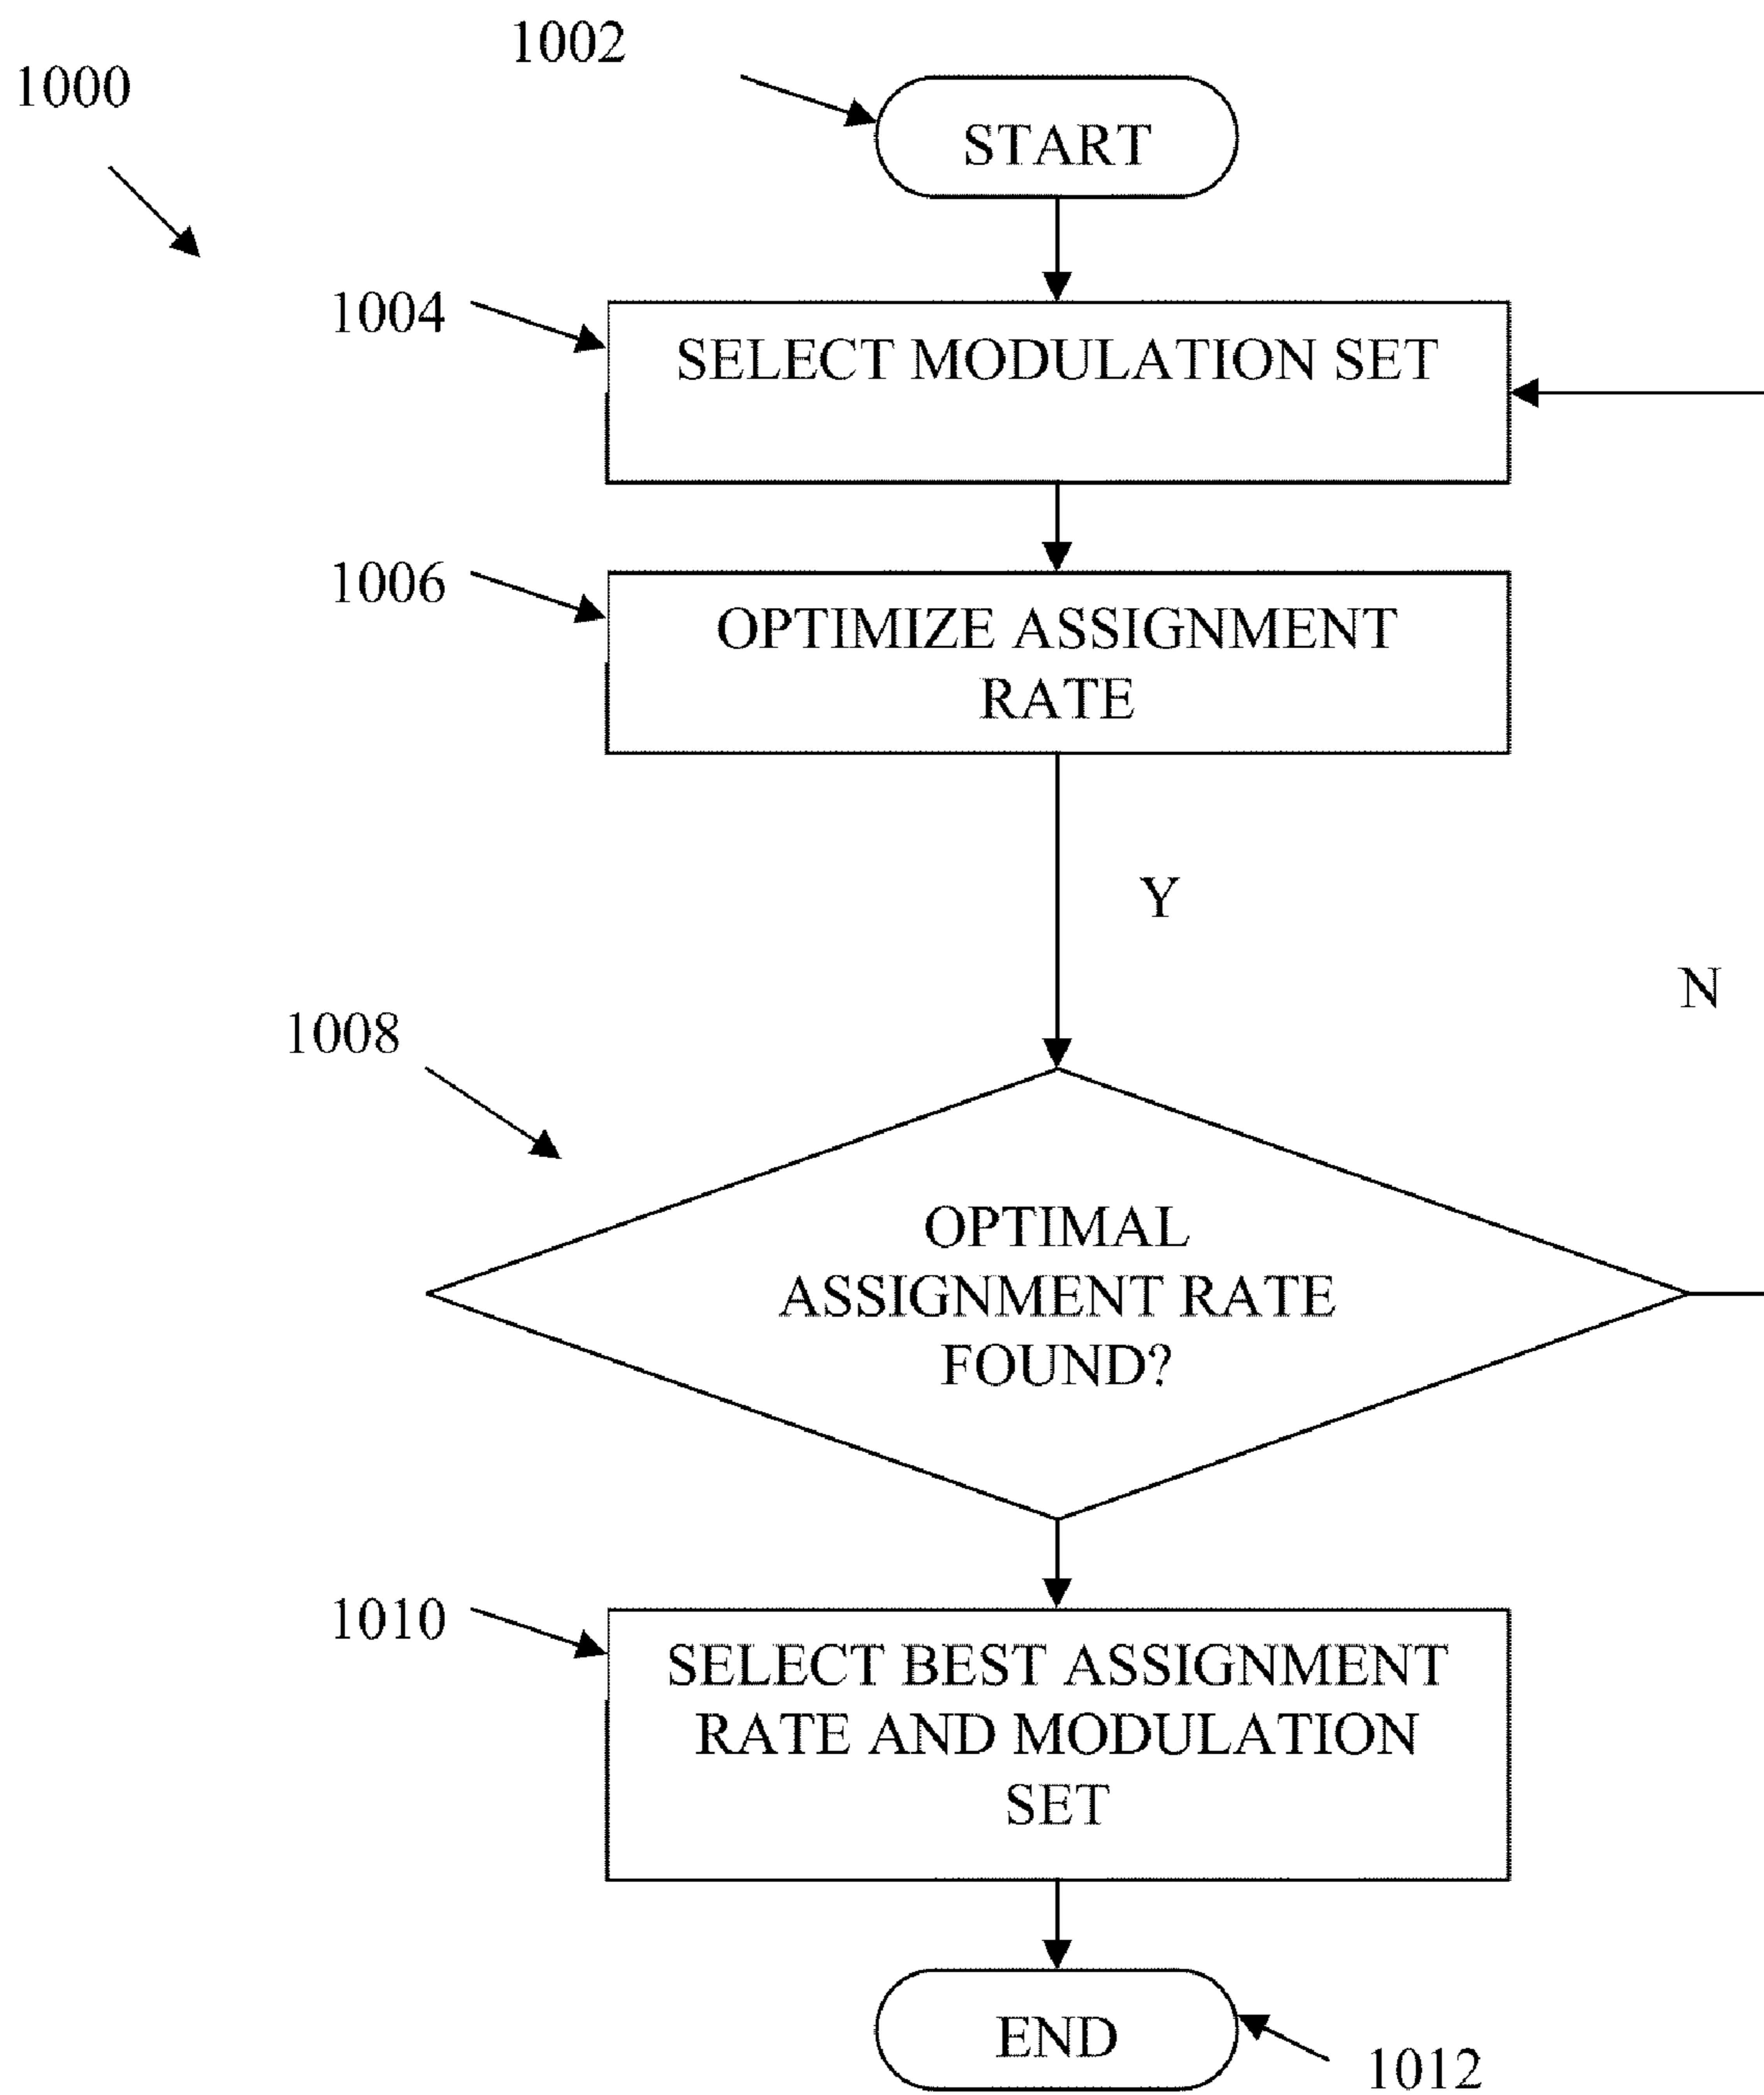 1002
1000
START
1004
SELECT MODULATION SET
1006
OPTIMIZE ASSIGNMENT
RATE
Y
N
1008
OPTIMAL
ASSIGNMENT RATE
FOUND?
1010
SELECT BEST ASSIGNMENT
RATE AND MODULATION
SET
END
1012